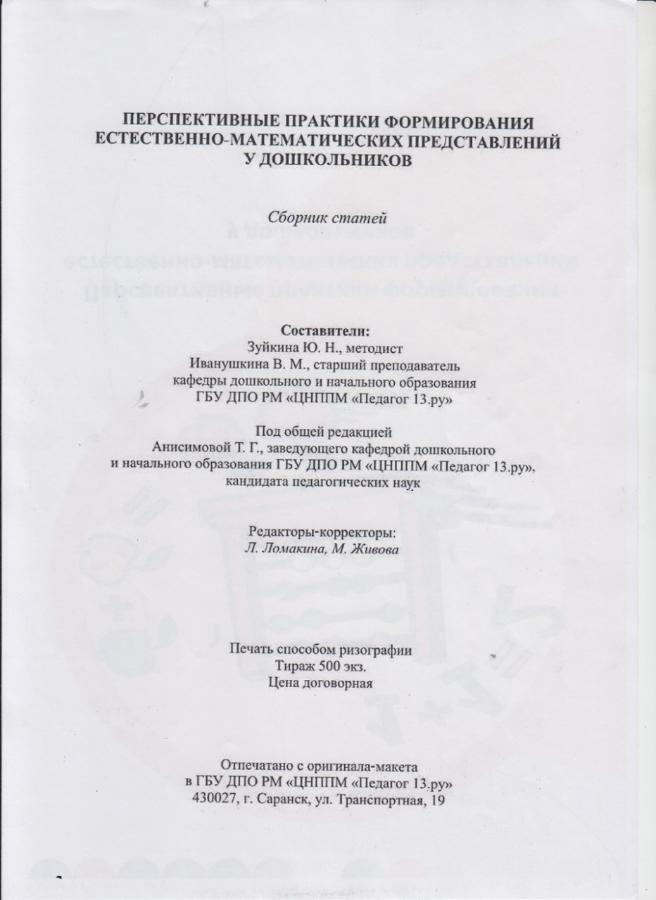 ПЕРСПЕКТИВНЫЕ ПРАКТИКИ ФОРМИРОВАНИЯ
ЕСТЕСТВЕННО-МАТЕМАТИЧЕСКИХ ПРЕДСТАВЛЕНИЙ
У ДОШКОЛЬНИКОВ
Сборник статей
Составители:
Зуйкина Ю. Н., методист
Иванушкина В. М., старший преподаватель
кафедры дошкольного и начального образования
ГБУ ДПО РМ «ЦНППМ «Педагог 13.ру»
Под общей редакцией
Анисимовой Т. Г., заведующего кафедрой дошкольного
и начального образования ГБУ ДПО РМ «ЦНППМ «Педагог 13.ру»,
кандидата педагогических наук
Редакторы-корректоры:
Л. Ломакина, М. Живова
Печать способом ризографии
Тираж 500 экз.
Цена договорная
Отпечатано с оригинала-макета
в ГБУ ДПО РМ «ЦНППМ «Педагог 13.ру»
430027, г. Саранск, ул. Транспортная, 19